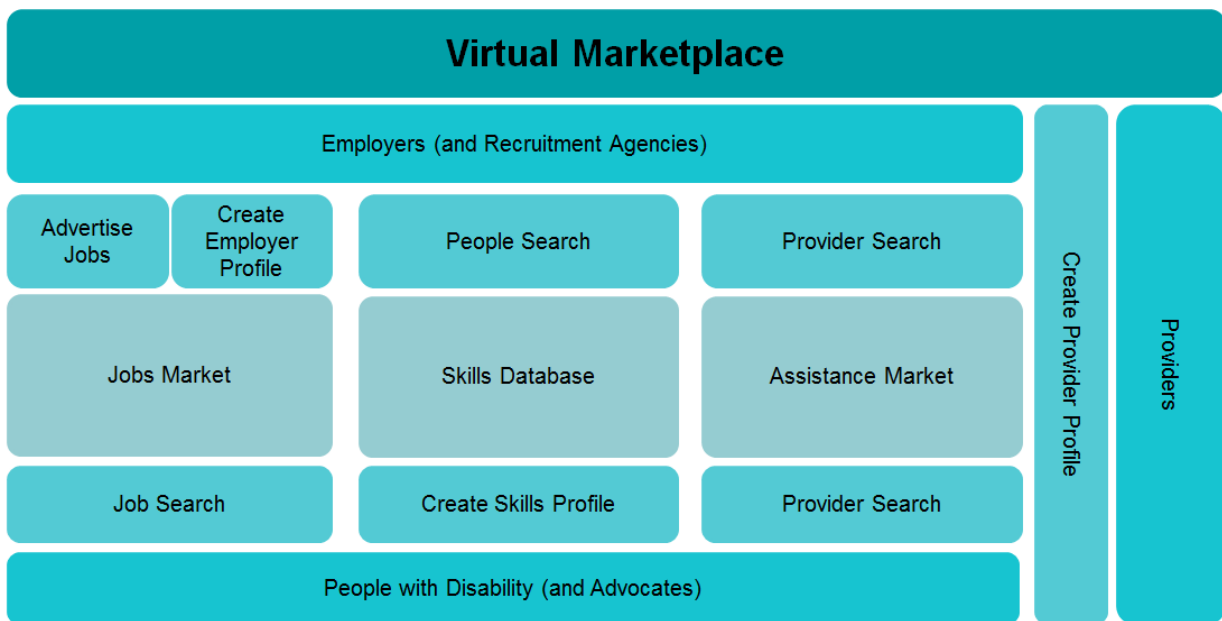 Virtual Marketplace
Employers (and Recruitment Agencies)
Advertise
Jobs
Create
Employer
Profile
People Search
Provider Search
Jobs Market
Skills Database
Assistance Market
Job Search
Create Skills Profile
Provider Search
People with Disability (and Advocates)
Create Provider Profile
Providers